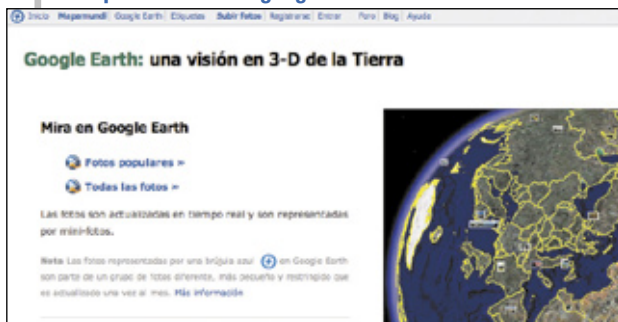 Inicio Mapamundi Google Earth Etiquetas Subir Fotos Registrarse Entrar Foro Blog Ayuda
Google Earth: una visión en 3-D de la Tierra
Mira en Google Earth
Fotos populares »
Todas las fotos »
Las fotos son actualizadas en tiempo real y son representadas
por mini-fotos.
Nota Las fotos representadas por una brújula azul en Google Earth
son parte de un grupo de fotos diferente, más pequeño y restringido que
es actualizado una vez al mes. Más información